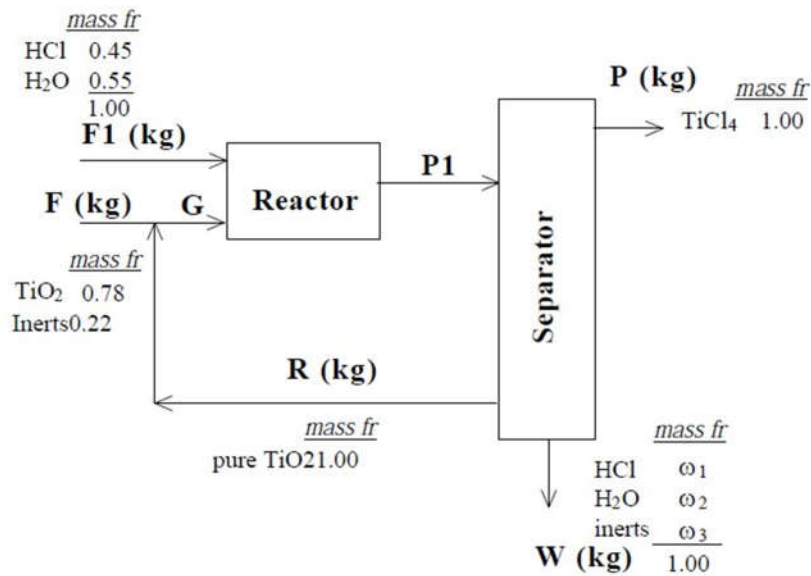 mass fr
HCl 0.45
H₂O 0.55
1.00
F1 (kg)
F (kg)
G
mass fr
TiO₂ 0.78
Inerts0.22
Reactor
P1
Separator
P (kg)
mass fr
TiCl₄ 1.00
R (kg)
mass fr
pure TiO21.00
mass fr
HCl ω₁
H₂O ω₂
inerts ω₃
W (kg) 1.00